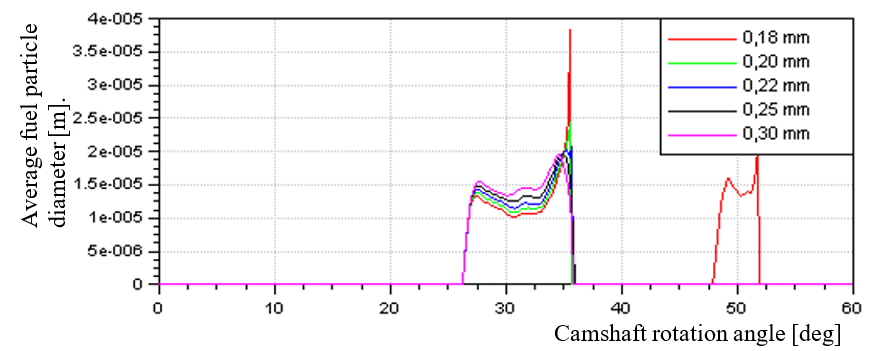 Average fuel particle
diameter [m].
4e-005
3.5e-005
3e-005
2.5e-005
2e-005
1.5e-005
1e-005
5e-006
0
0 10 20 30 40 50 60
Camshaft rotation angle [deg]
0,18 mm
0,20 mm
0,22 mm
0,25 mm
0,30 mm